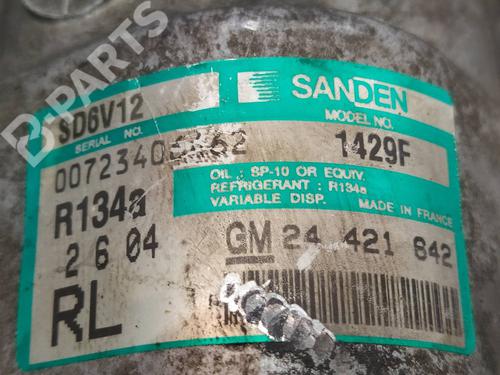 B-PARTS
SANDEN
SD6V12
MODEL NO.
SERIAL NO.
1429F
OIL : SP-10 OR EQUIV.
REFRIGERANT : R134a
VARIABLE DISP.
MADE IN FRANCE
R134a
2 6 04
GM 24 421 642
RL